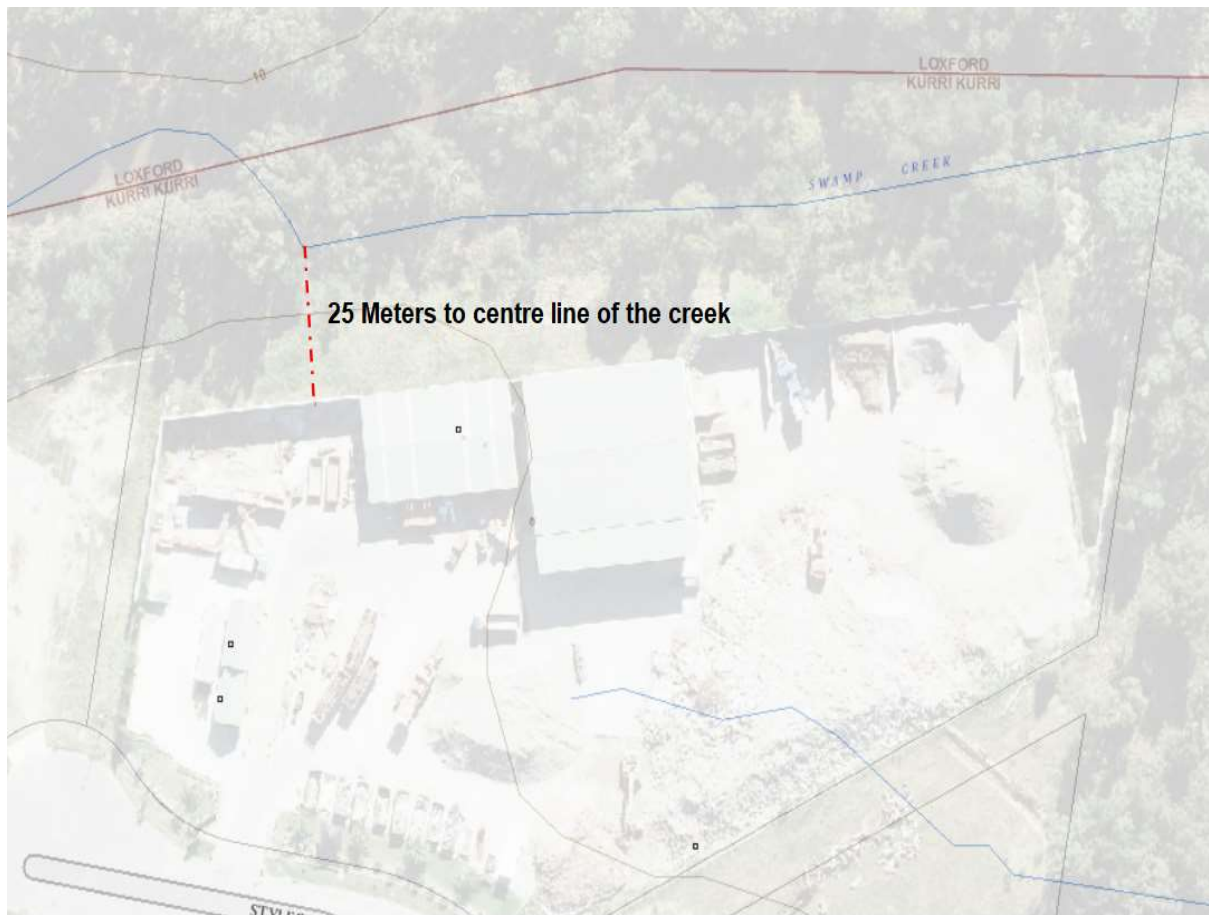 10
LOXFORD
KURRI KURRI
LOXFORD
KURRI KURRI
SWAMP CREEK
25 Meters to centre line of the creek